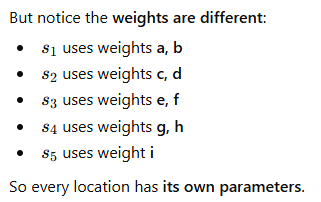 But notice the weights are different:
• s₁ uses weights a, b
• s₂ uses weights c, d
• s₃ uses weights e, f
• s₄ uses weights g, h
• s₅ uses weight i
So every location has its own parameters.